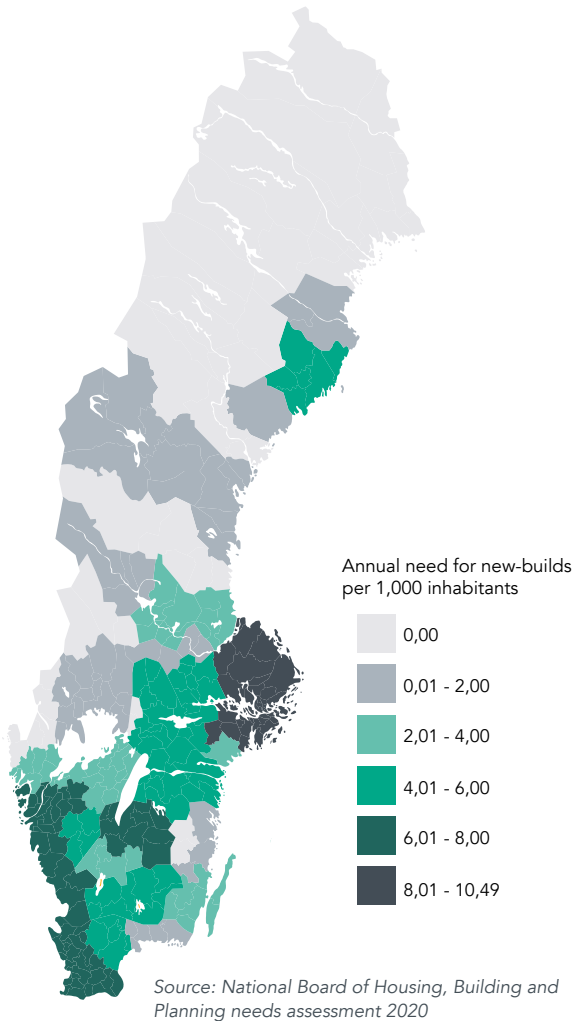 Annual need for new-builds
per 1,000 inhabitants
0,00
0,01 - 2,00
2,01 - 4,00
4,01 - 6,00
6,01 - 8,00
8,01 - 10,49
Source: National Board of Housing, Building and
Planning needs assessment 2020